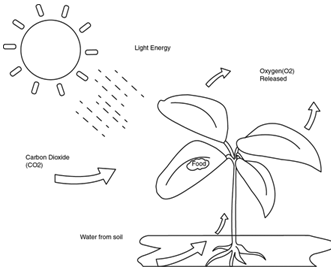 Light Energy
Oxygen(O2)
Released
Carbon Dioxide
(CO2)
Food
Water from soil